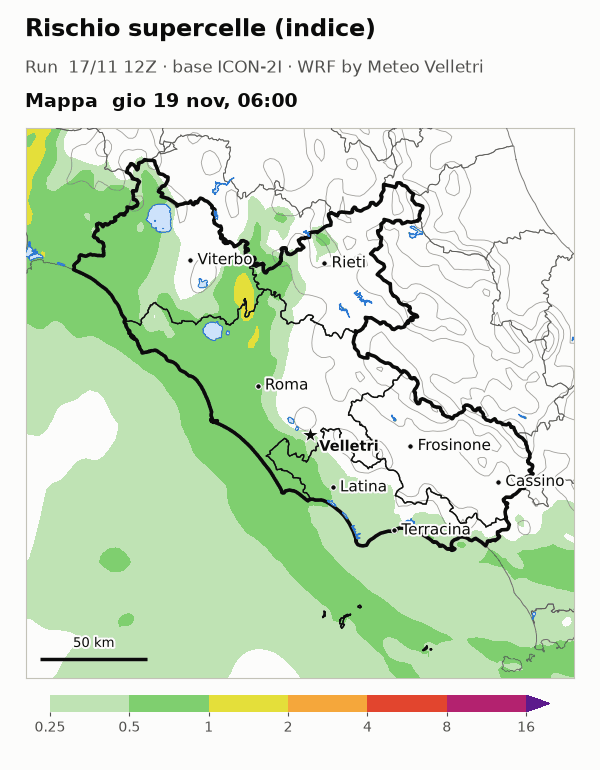 Rischio supercelle (indice)
Run  17/11 12Z · base ICON-2I · WRF by Meteo Velletri
Mappa  gio 19 nov, 06:00
Viterbo
Rieti
Roma
Velletri
Frosinone
Cassino
Latina
Terracina
50 km
0.25 0.5 1 2 4 8 16